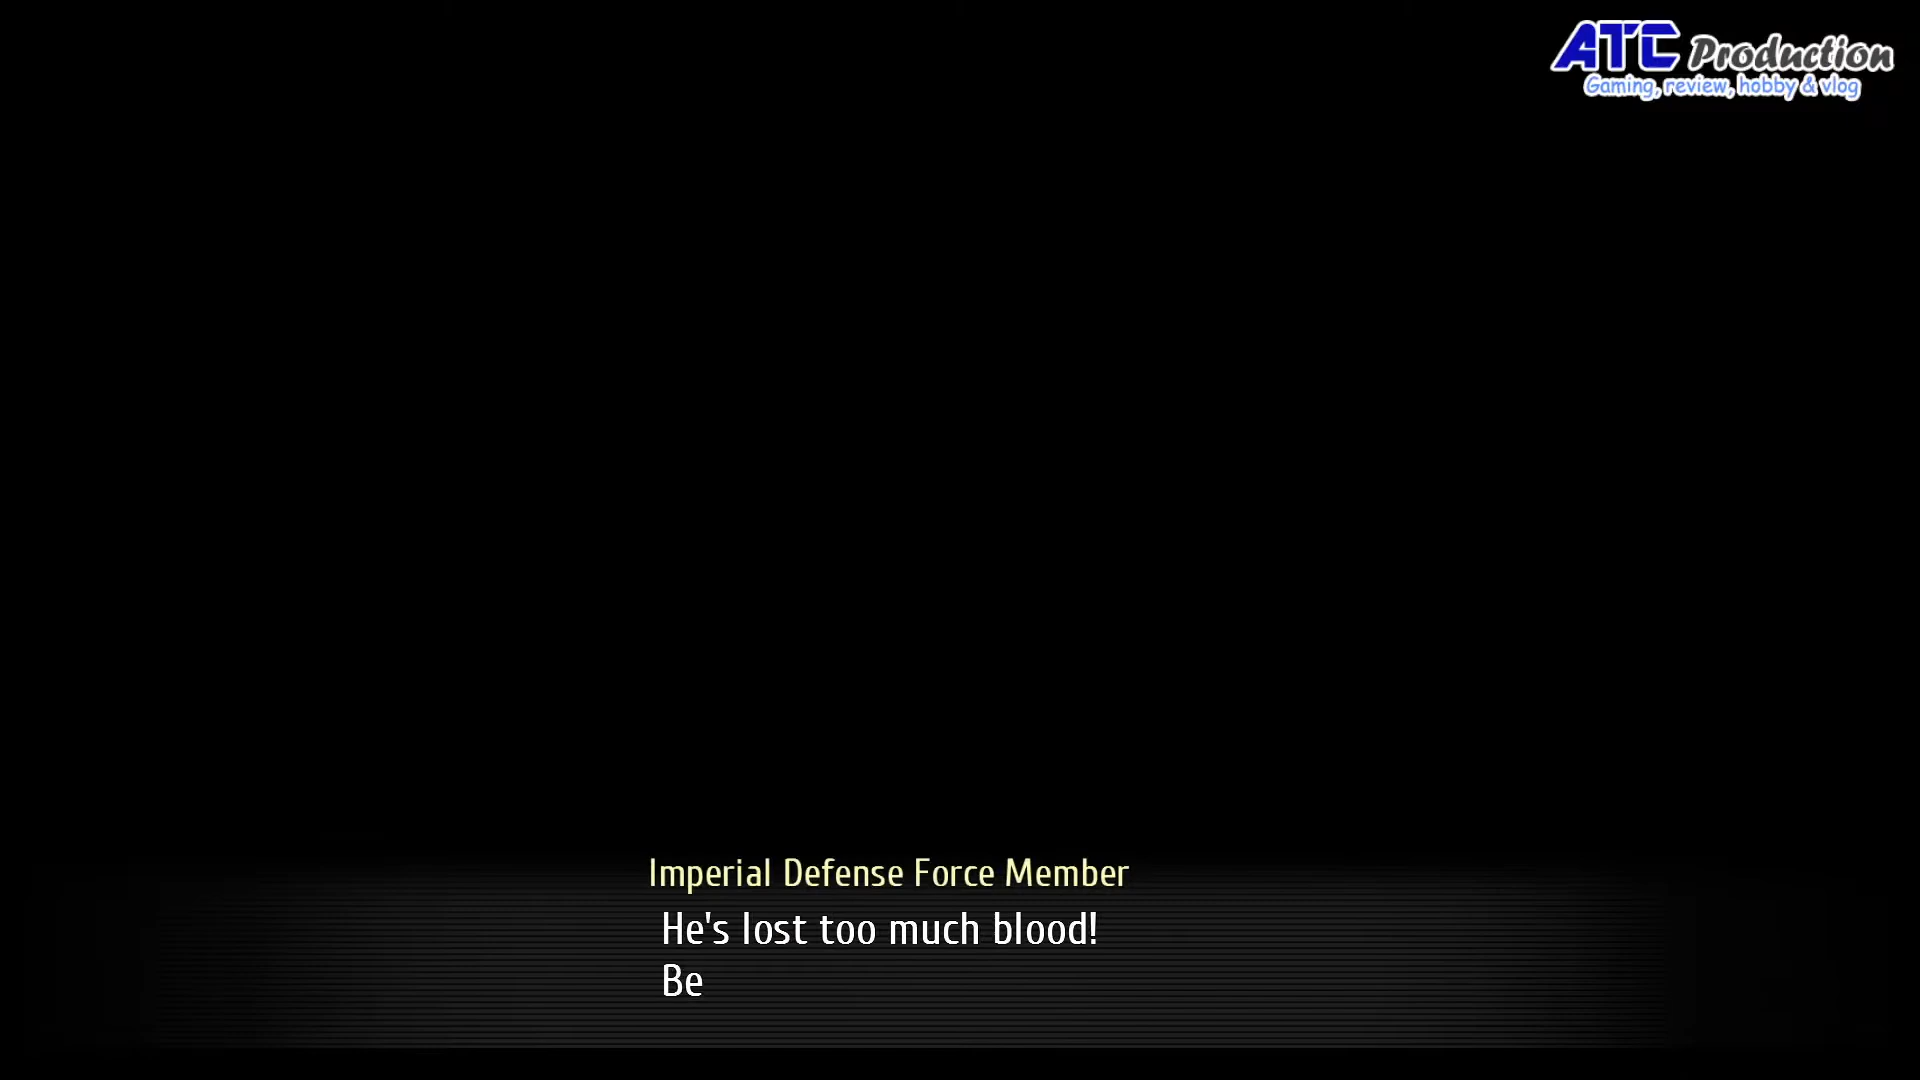 ATC Production
Gaming, review, hobby & vlog
Imperial Defense Force Member
He's lost too much blood!
Be